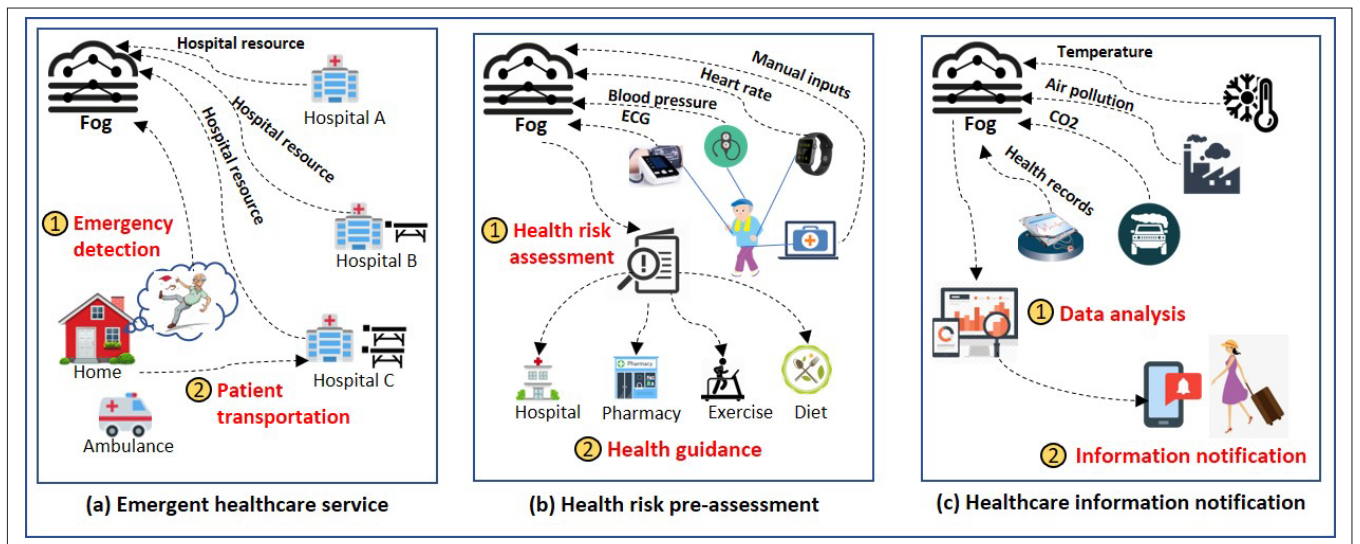 Hospital resource
Fog
Hospital A
Hospital resource
Hospital resource
1 Emergency
detection
Hospital B
Home
Hospital C
2 Patient
transportation
Ambulance
(a) Emergent healthcare service
Manual inputs
Heart rate
Blood pressure
Fog
ECG
1 Health risk
assessment
Pharmacy
Hospital
Pharmacy
Exercise
Diet
2 Health guidance
(b) Health risk pre-assessment
Temperature
Air pollution
Fog
CO2
Health records
1 Data analysis
2 Information notification
(c) Healthcare information notification